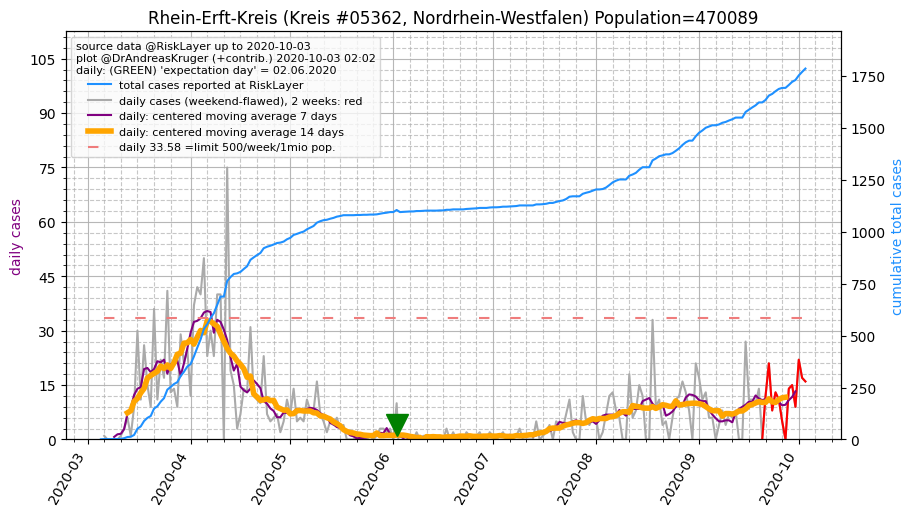 Rhein-Erft-Kreis (Kreis #05362, Nordrhein-Westfalen) Population=470089
source data @RiskLayer up to 2020-10-03
plot @DrAndreasKruger (+contrib.) 2020-10-03 02:02
daily: (GREEN) 'expectation day' = 02.06.2020
total cases reported at RiskLayer
daily cases (weekend-flawed), 2 weeks: red
daily: centered moving average 7 days
daily: centered moving average 14 days
daily 33.58 =limit 500/week/1mio pop.
daily cases
105
90
75
60
45
30
15
0
cumulative total cases
1750
1500
1250
1000
750
500
250
0
2020-03
2020-04
2020-05
2020-06
2020-07
2020-08
2020-09
2020-10